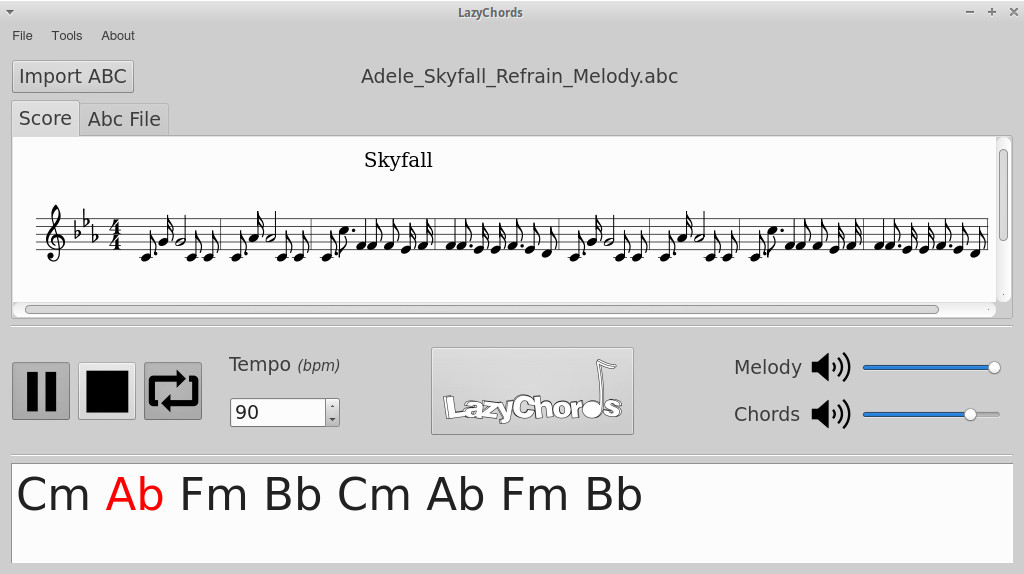 LazyChords
File Tools About
Import ABC
Adele_Skyfall_Refrain_Melody.abc
Score Abc File
Skyfall
4
4
Tempo (bpm)
90
LazyChords
Melody
Chords
Cm Ab Fm Bb Cm Ab Fm Bb